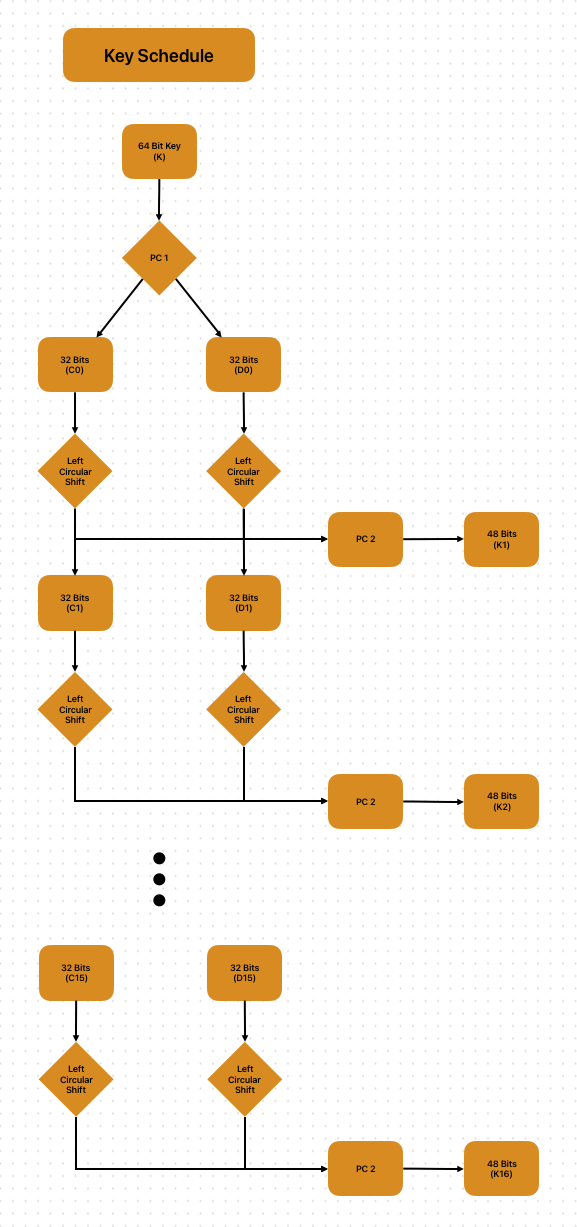 Key Schedule
64 Bit Key
(K)
PC 1
32 Bits
(C0)
32 Bits
(D0)
Left
Circular
Shift
Left
Circular
Shift
PC 2
48 Bits
(K1)
32 Bits
(C1)
32 Bits
(D1)
Left
Circular
Shift
Left
Circular
Shift
PC 2
48 Bits
(K2)
32 Bits
(C15)
32 Bits
(D15)
Left
Circular
Shift
Left
Circular
Shift
PC 2
48 Bits
(K16)